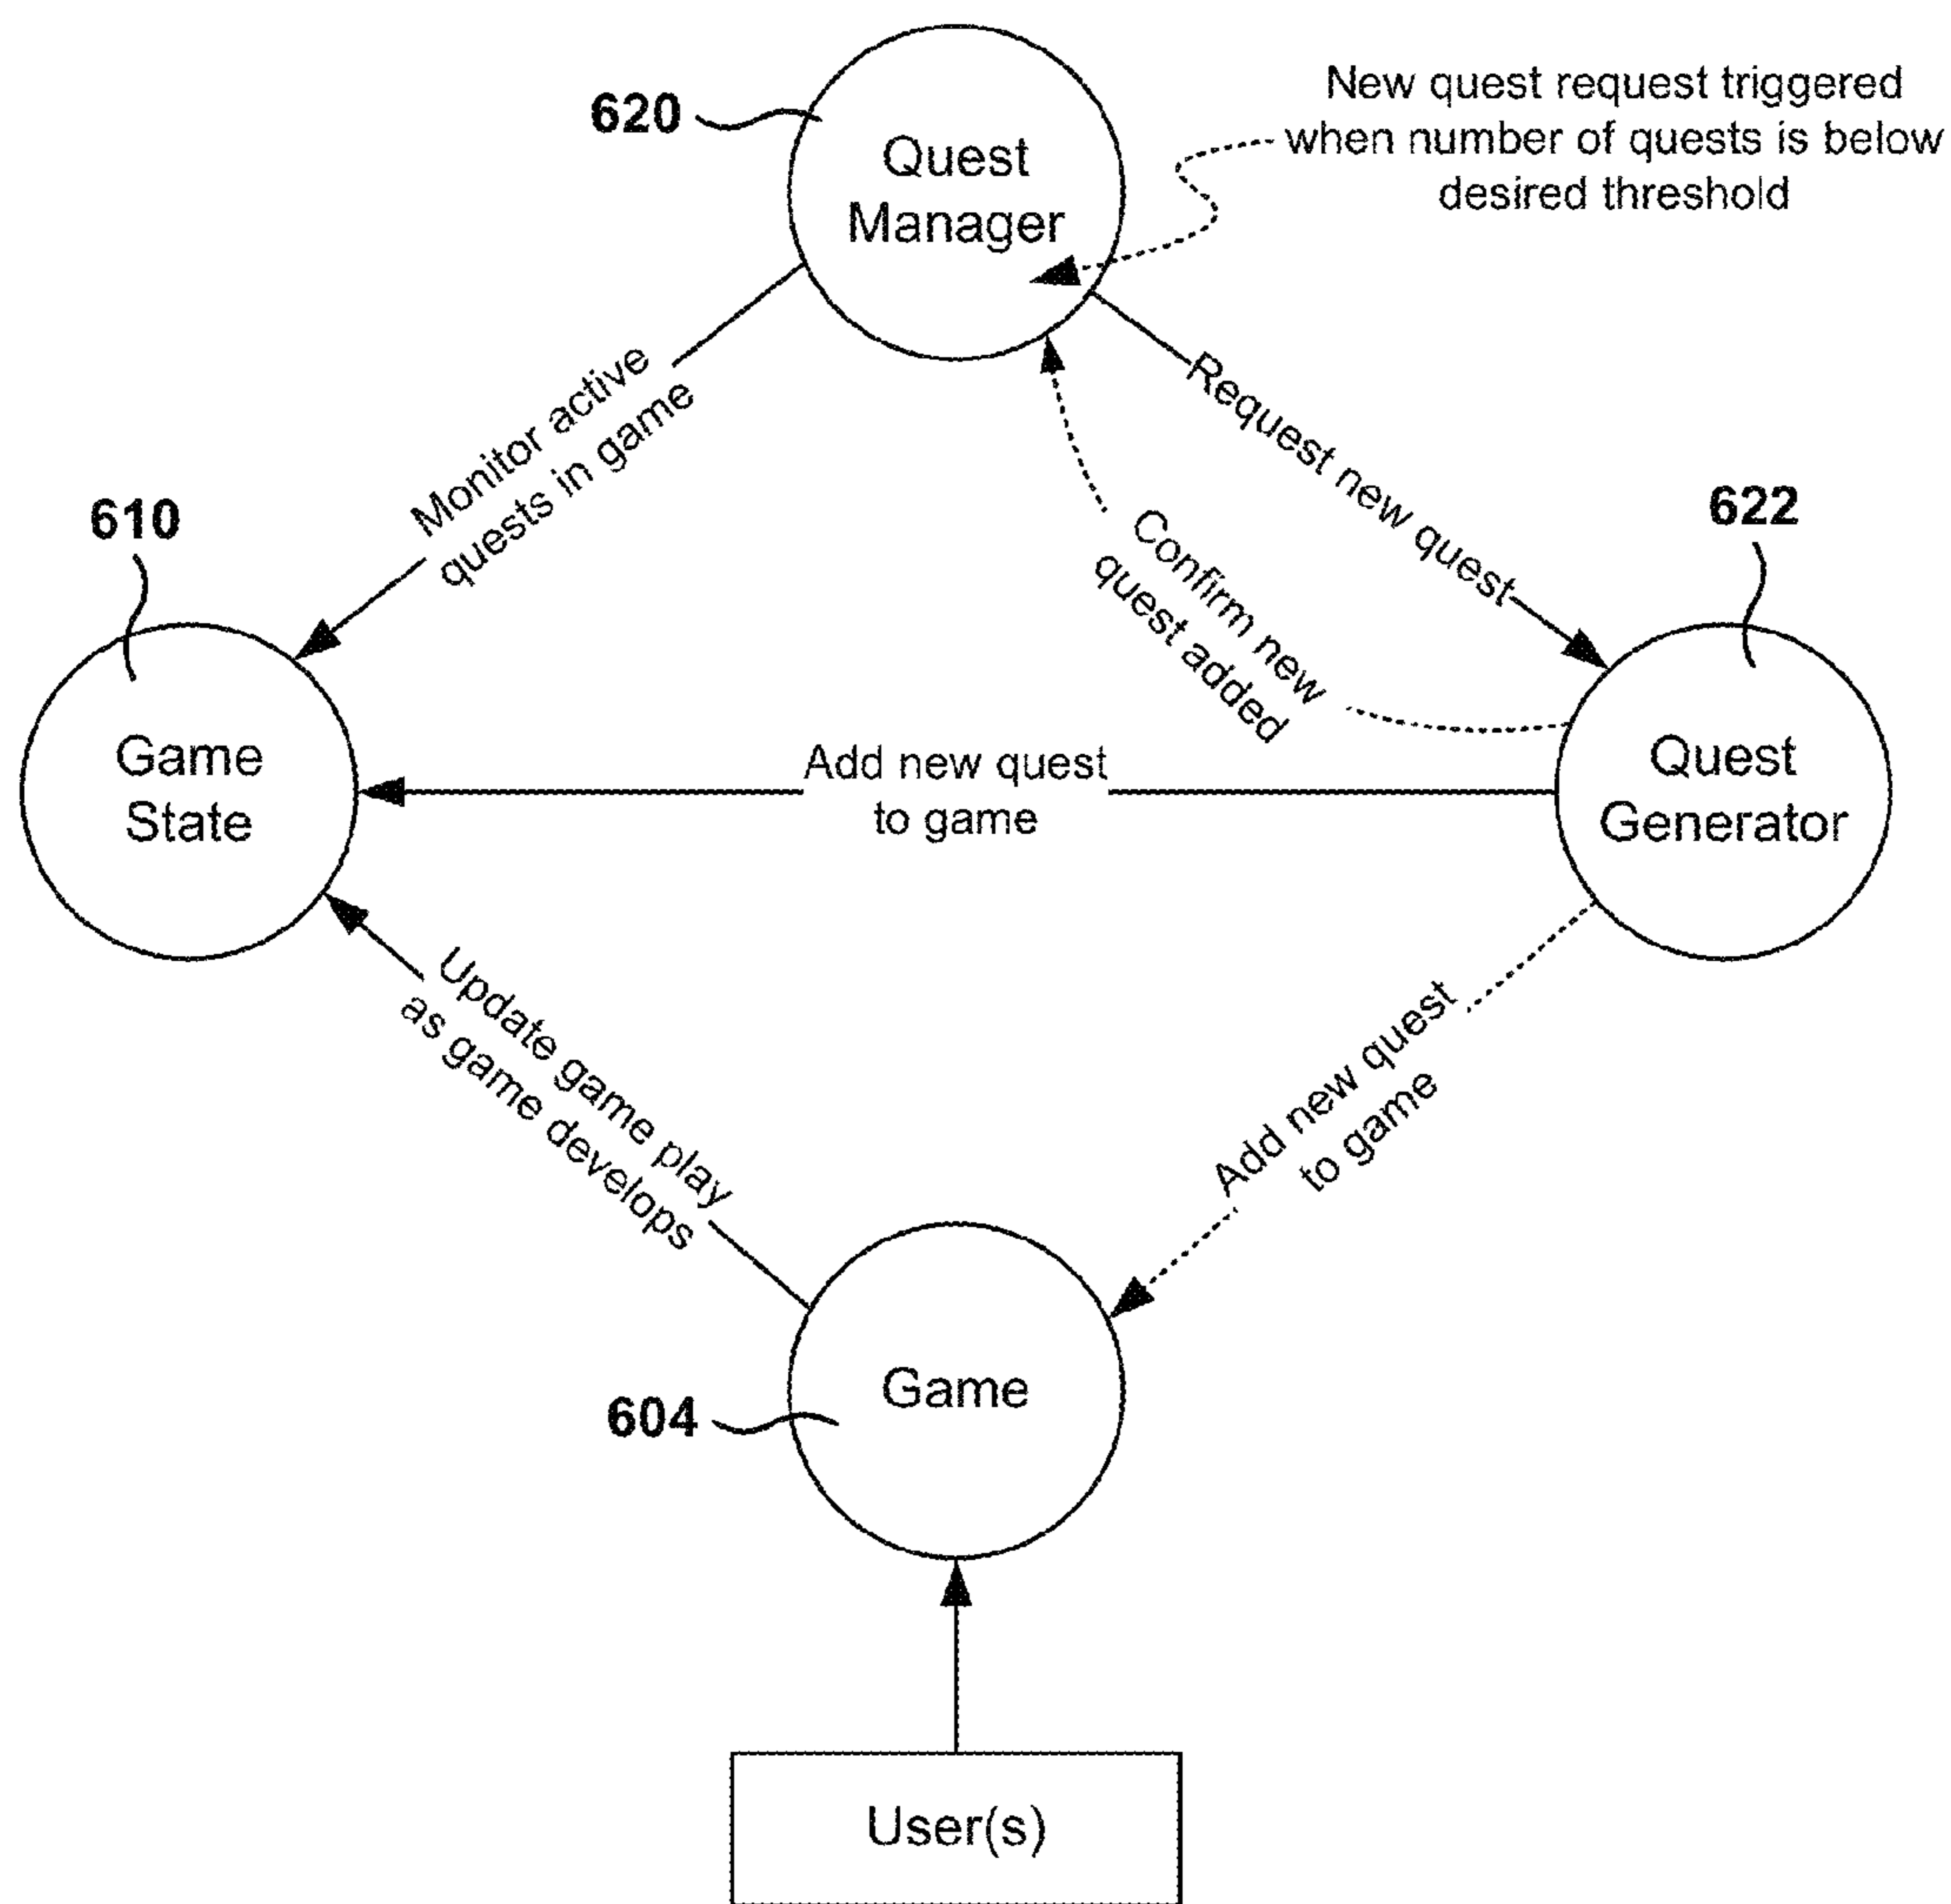 620
Quest
Manager
New quest request triggered
when number of quests is below
desired threshold
Monitor active
quests in game
Request new quest
Confirm new
quest added
610
622
Game
State
Add new quest
to game
Quest
Generator
Update game play
as game develops
Add new quest
to game
604
Game
User(s)